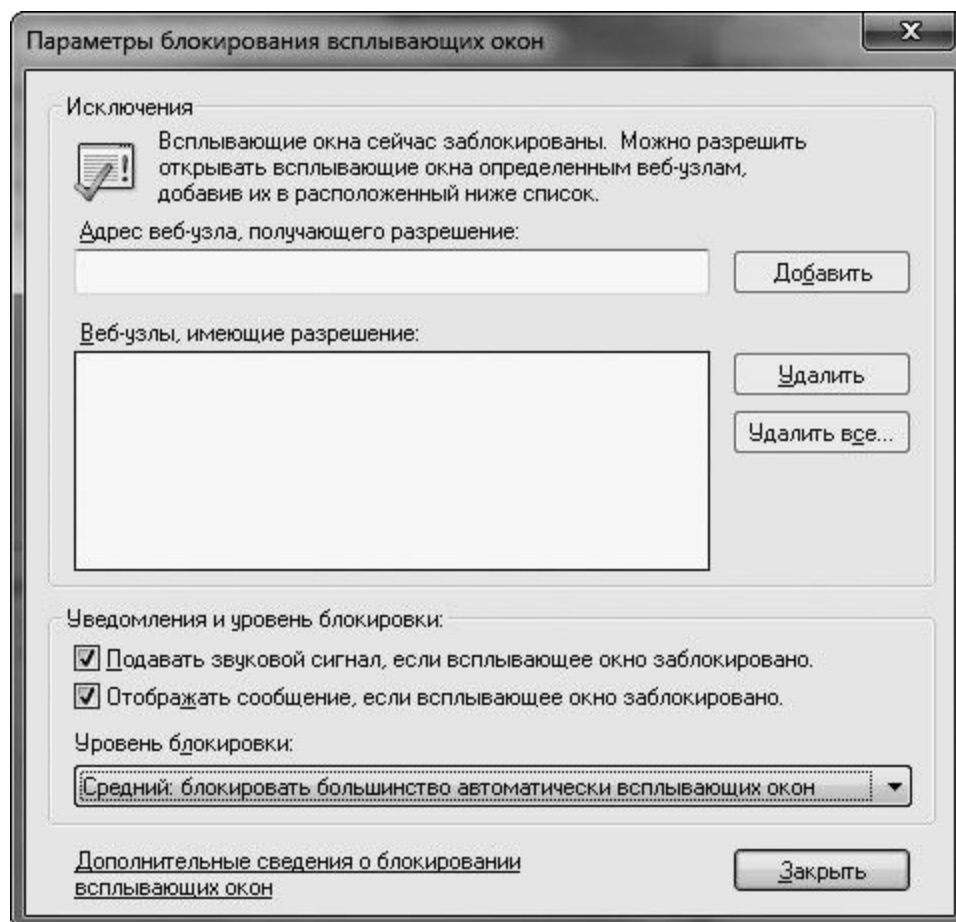 Параметры блокирования всплывающих окон
Исключения
Всплывающие окна сейчас заблокированы. Можно разрешить
открывать всплывающие окна определенным веб-узлам,
добавив их в расположенный ниже список.
Адрес веб-узла, получающего разрешение:
Добавить
Веб-узлы, имеющие разрешение:
Удалить
Удалить все...
Уведомления и уровень блокировки:
Подавать звуковой сигнал, если всплывающее окно заблокировано.
Отображать сообщение, если всплывающее окно заблокировано.
Уровень блокировки:
Средний: блокировать большинство автоматически всплывающих окон
Дополнительные сведения о блокировании
всплывающих окон
Закрыть